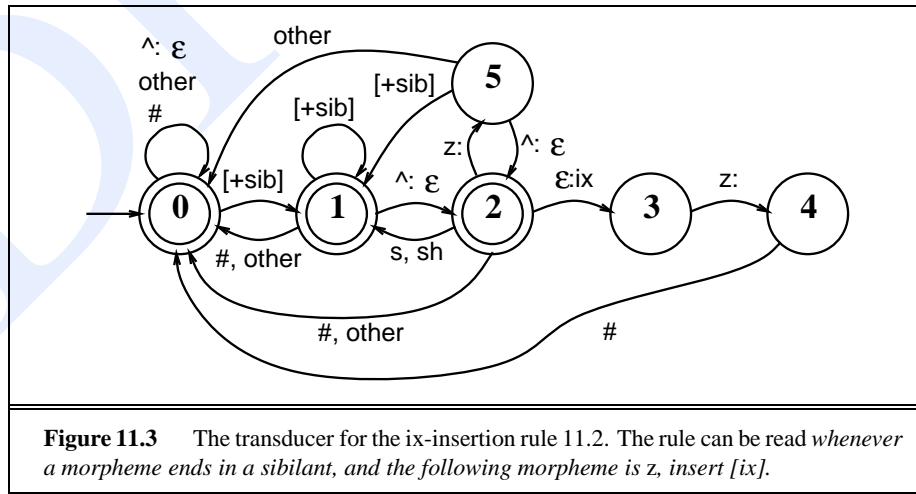 ^: ε
other
#
other
[+sib]
[+sib]
5
z:
^: ε
[+sib]
^: ε
ε:ix
z:
0
1
2
3
4
#, other
s, sh
#, other
#
Figure 11.3 The transducer for the ix-insertion rule 11.2. The rule can be read whenever
a morpheme ends in a sibilant, and the following morpheme is z, insert [ix].